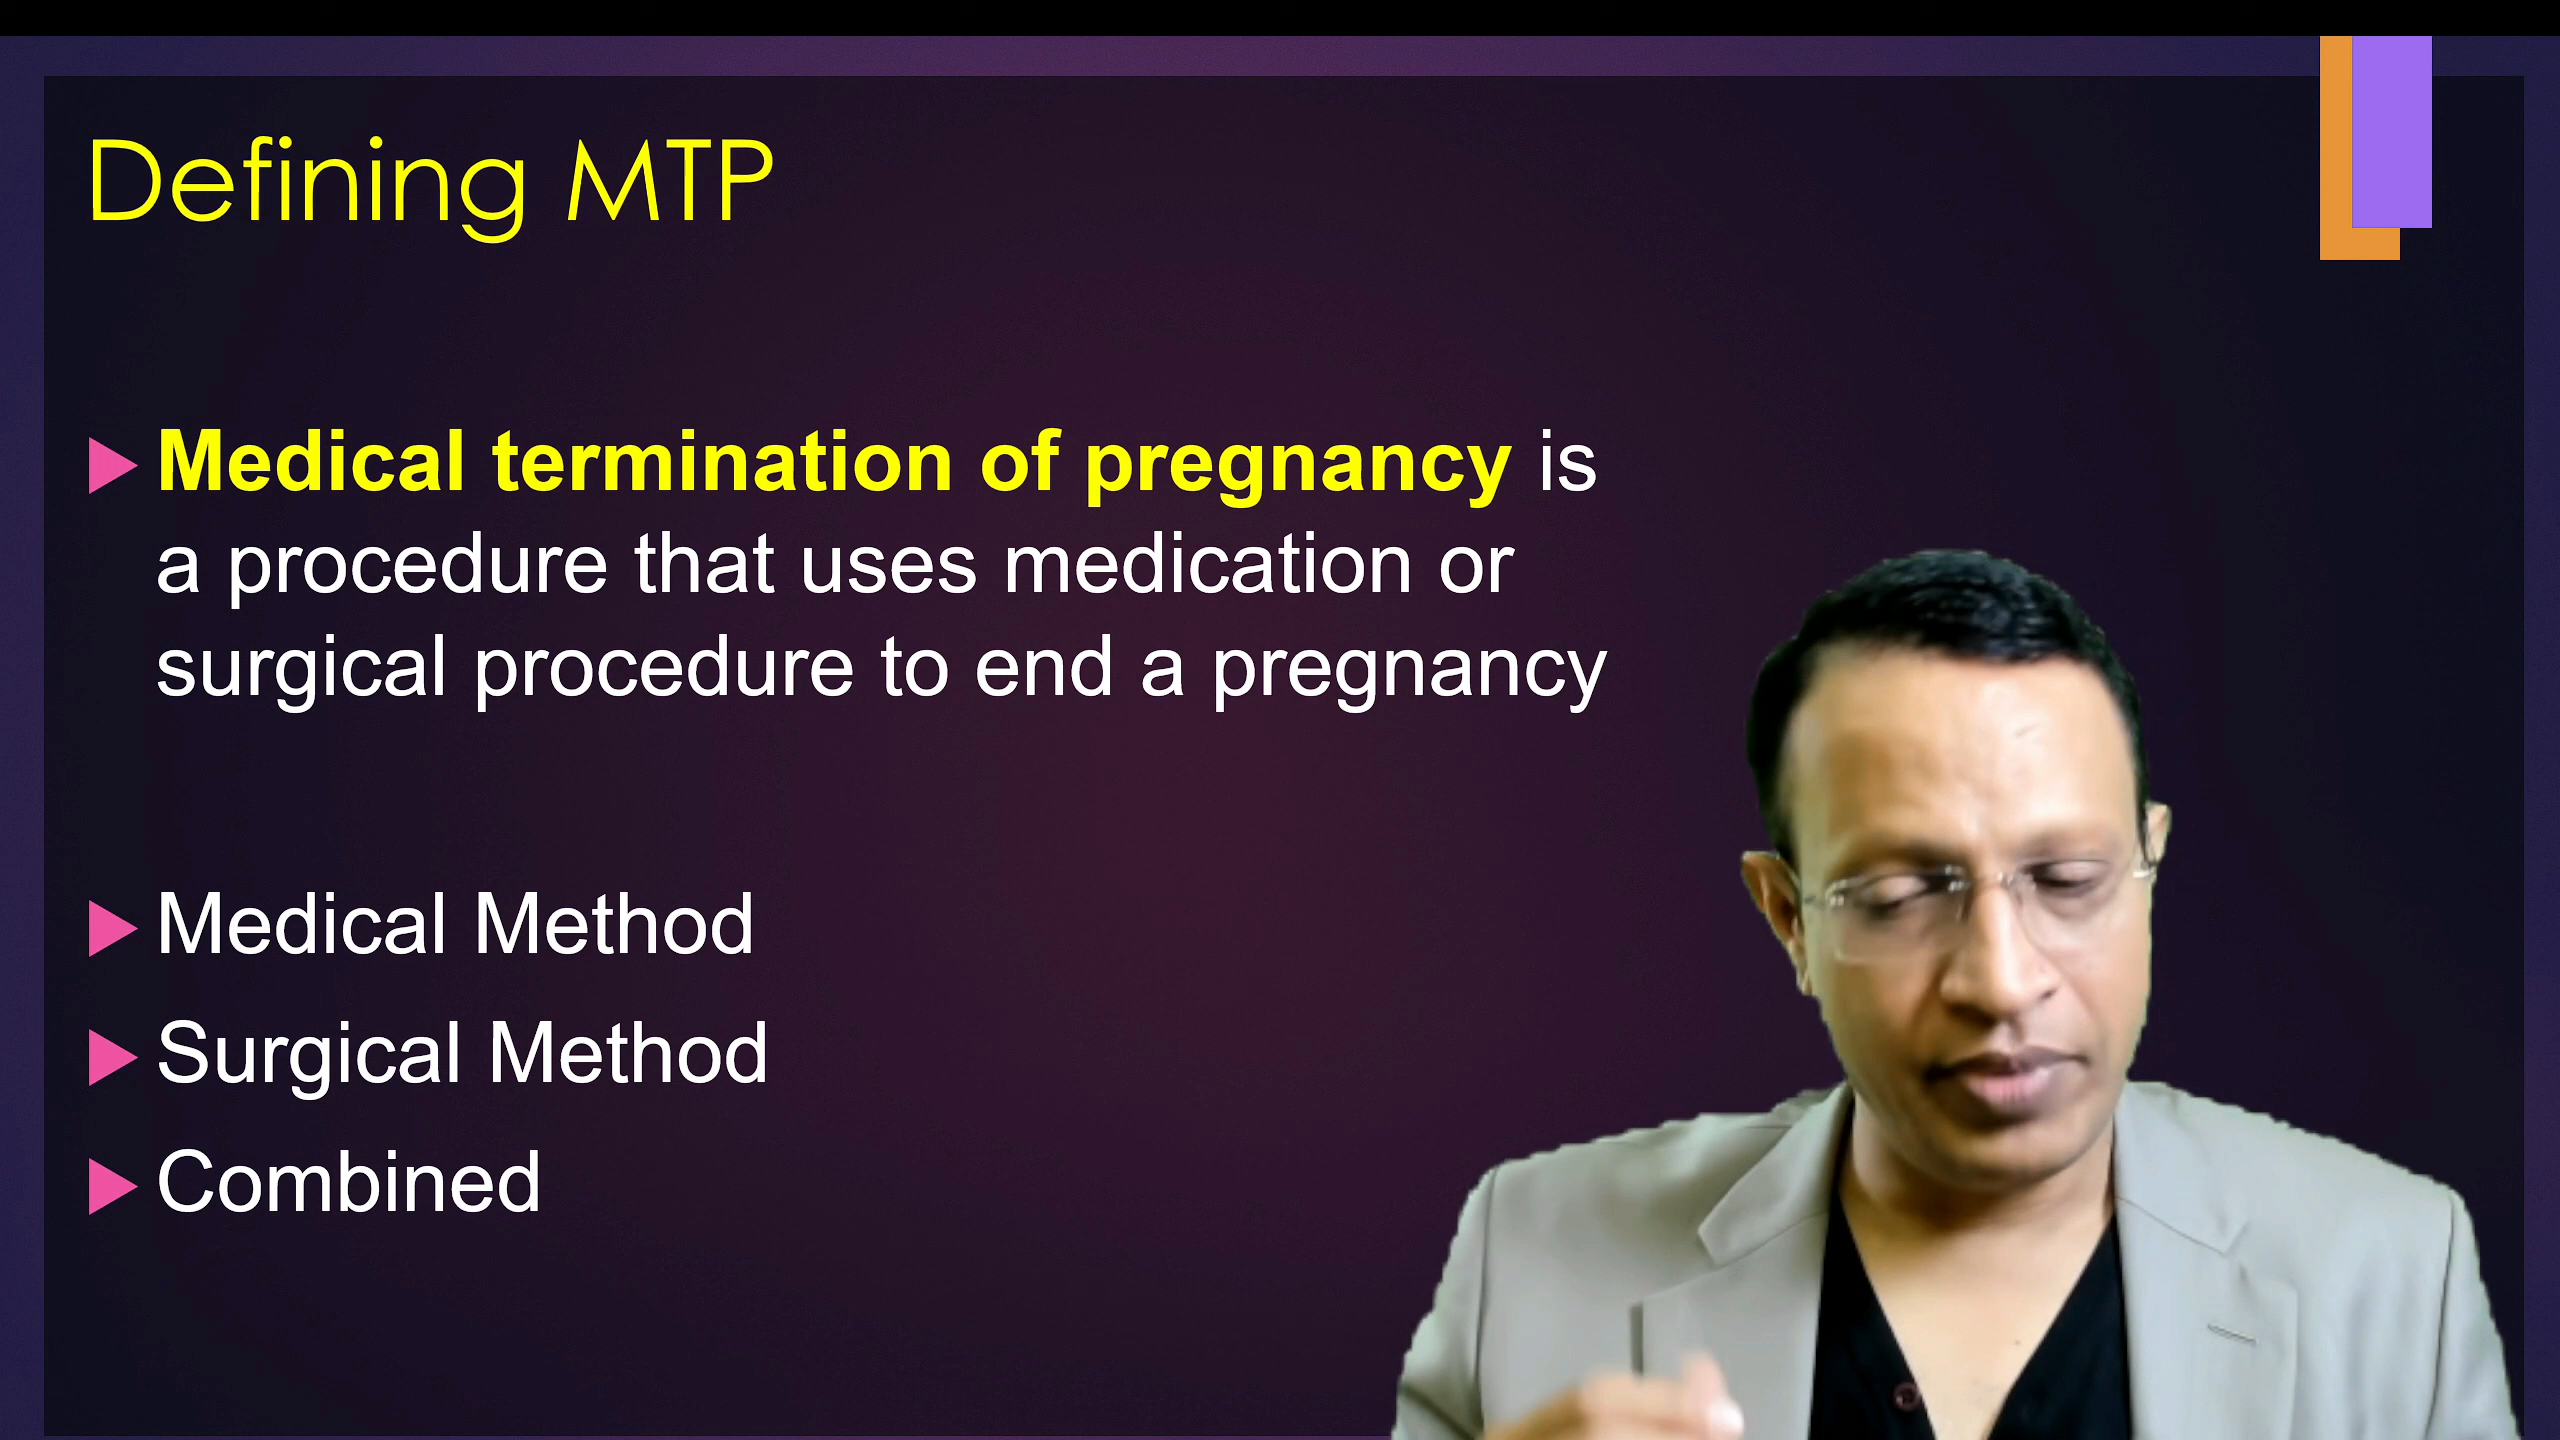 Defining MTP
Medical termination of pregnancy is
a procedure that uses medication or
surgical procedure to end a pregnancy
Medical Method
Surgical Method
Combined